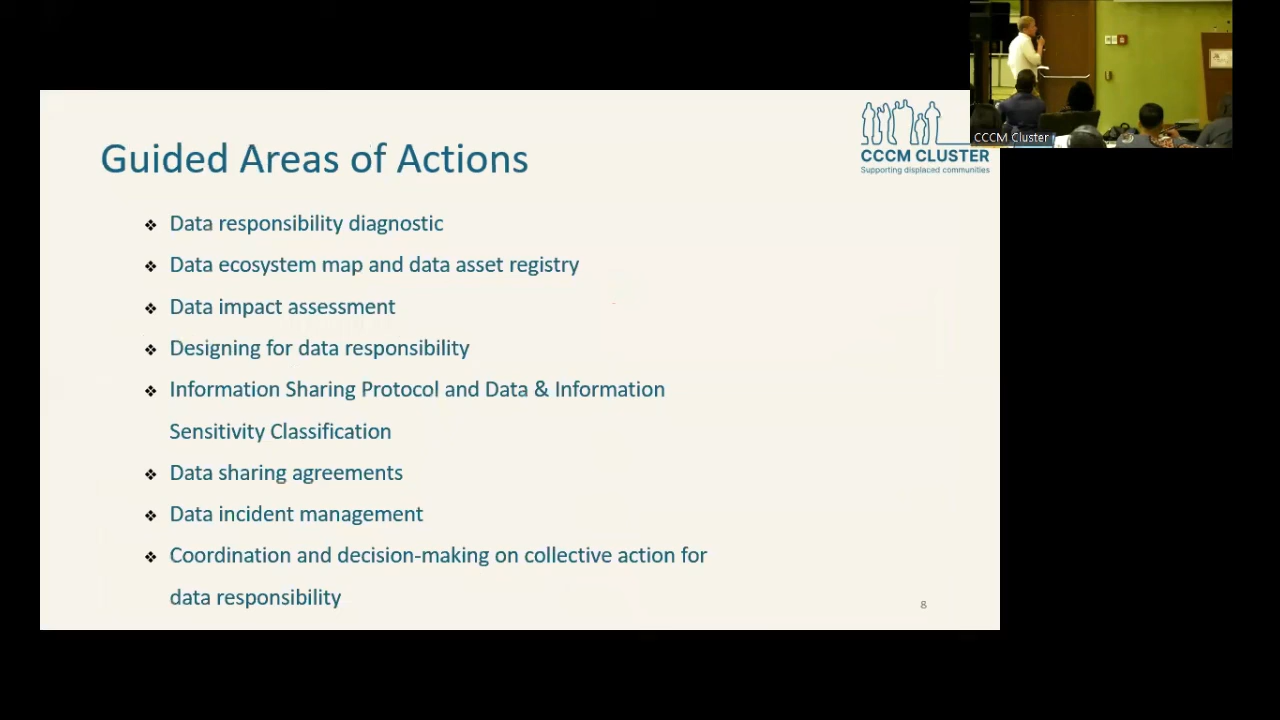 Guided Areas of Actions
CCCM CLUSTER
Supporting displaced communities
CCCM Cluster
❖ Data responsibility diagnostic
❖ Data ecosystem map and data asset registry
❖ Data impact assessment
❖ Designing for data responsibility
❖ Information Sharing Protocol and Data & Information
Sensitivity Classification
❖ Data sharing agreements
❖ Data incident management
❖ Coordination and decision-making on collective action for
data responsibility
8